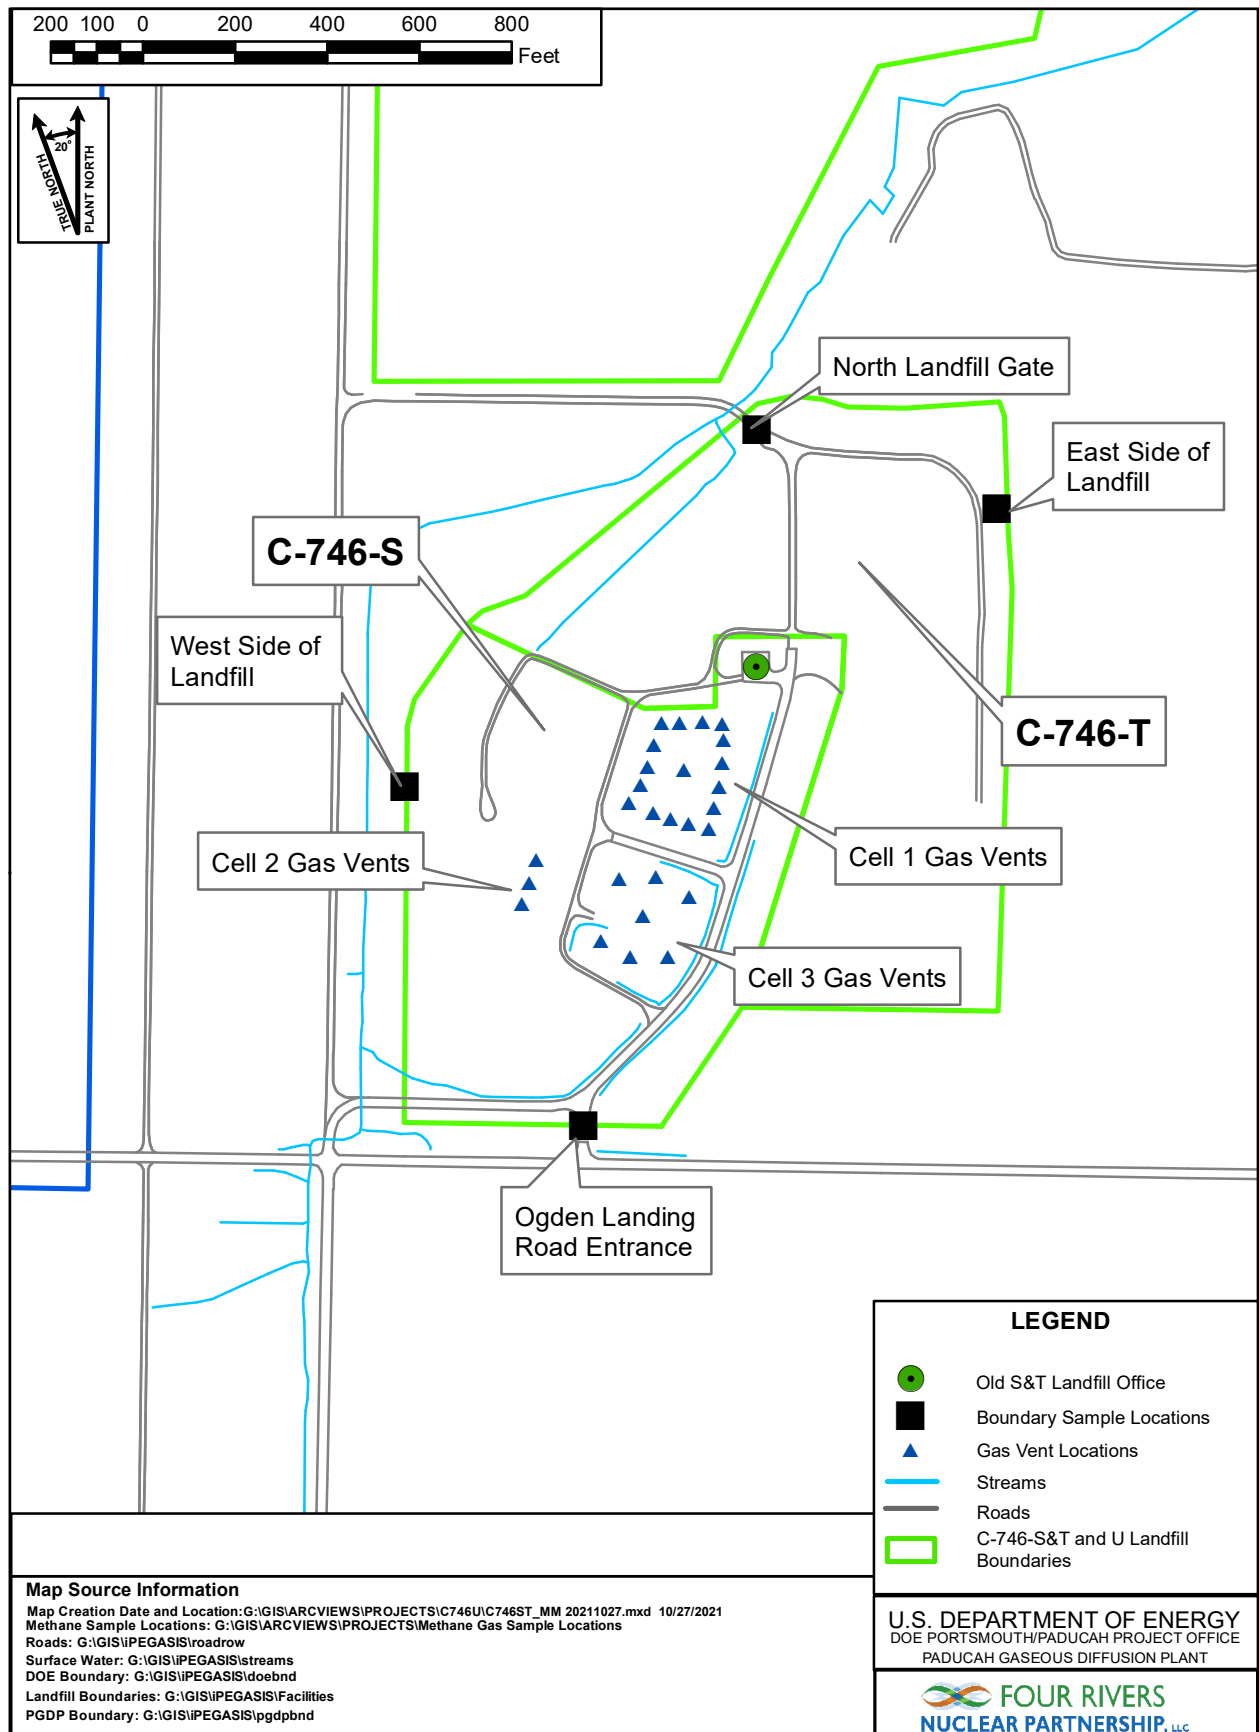 200 100 0 200 400 600 800
Feet
TRUE NORTH
20°
PLANT NORTH
North Landfill Gate
East Side of
Landfill
C-746-S
West Side of
Landfill
C-746-T
Cell 2 Gas Vents
Cell 1 Gas Vents
Cell 3 Gas Vents
Ogden Landing
Road Entrance
LEGEND
Old S&T Landfill Office
Boundary Sample Locations
Gas Vent Locations
Streams
Roads
C-746-S&T and U Landfill
Boundaries
Map Source Information
Map Creation Date and Location:G:\GIS\ARCVIEWS\PROJECTS\C746U\C746ST_MM 20211027.mxd 10/27/2021
Methane Sample Locations: G:\GIS\ARCVIEWS\PROJECTS\Methane Gas Sample Locations
Roads: G:\GIS\iPEGASIS\roadrow
Surface Water: G:\GIS\iPEGASIS\streams
DOE Boundary: G:\GIS\iPEGASIS\doebnd
Landfill Boundaries: G:\GIS\iPEGASIS\Facilities
PGDP Boundary: G:\GIS\iPEGASIS\pgdpbnd
U.S. DEPARTMENT OF ENERGY
DOE PORTSMOUTH/PADUCAH PROJECT OFFICE
PADUCAH GASEOUS DIFFUSION PLANT
FOUR RIVERS
NUCLEAR PARTNERSHIP, LLC